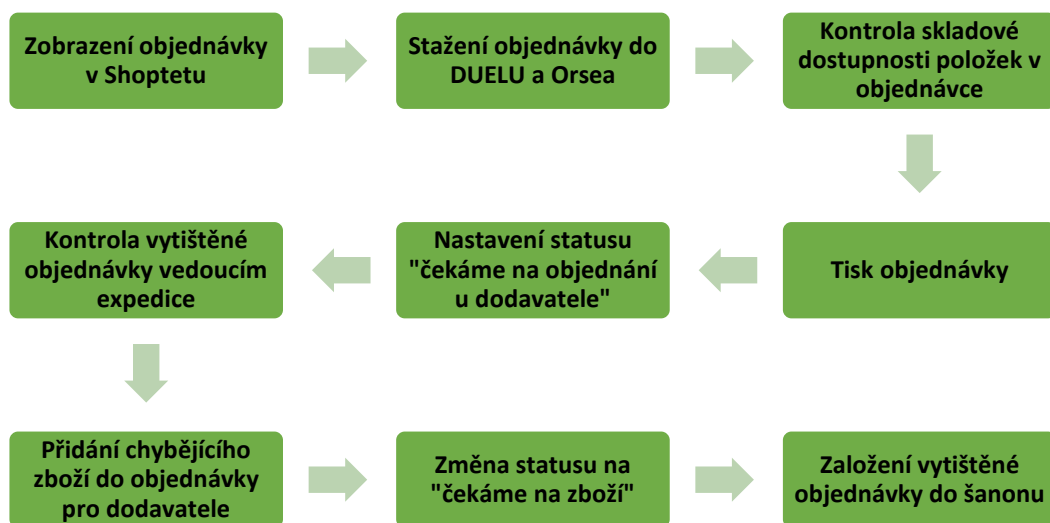 Zobrazení objednávky
v Shoptetu
Stažení objednávky do
DUELU a Orsea
Kontrola skladové
dostupnosti položek v
objednávce
Tisk objednávky
Nastavení statusu
"čekáme na objednání
u dodavatele"
Kontrola vytištěné
objednávky vedoucím
expedice
Přidání chybějícího
zboží do objednávky
pro dodavatele
Změna statusu na
"čekáme na zboží"
Založení vytištěné
objednávky do šanonu